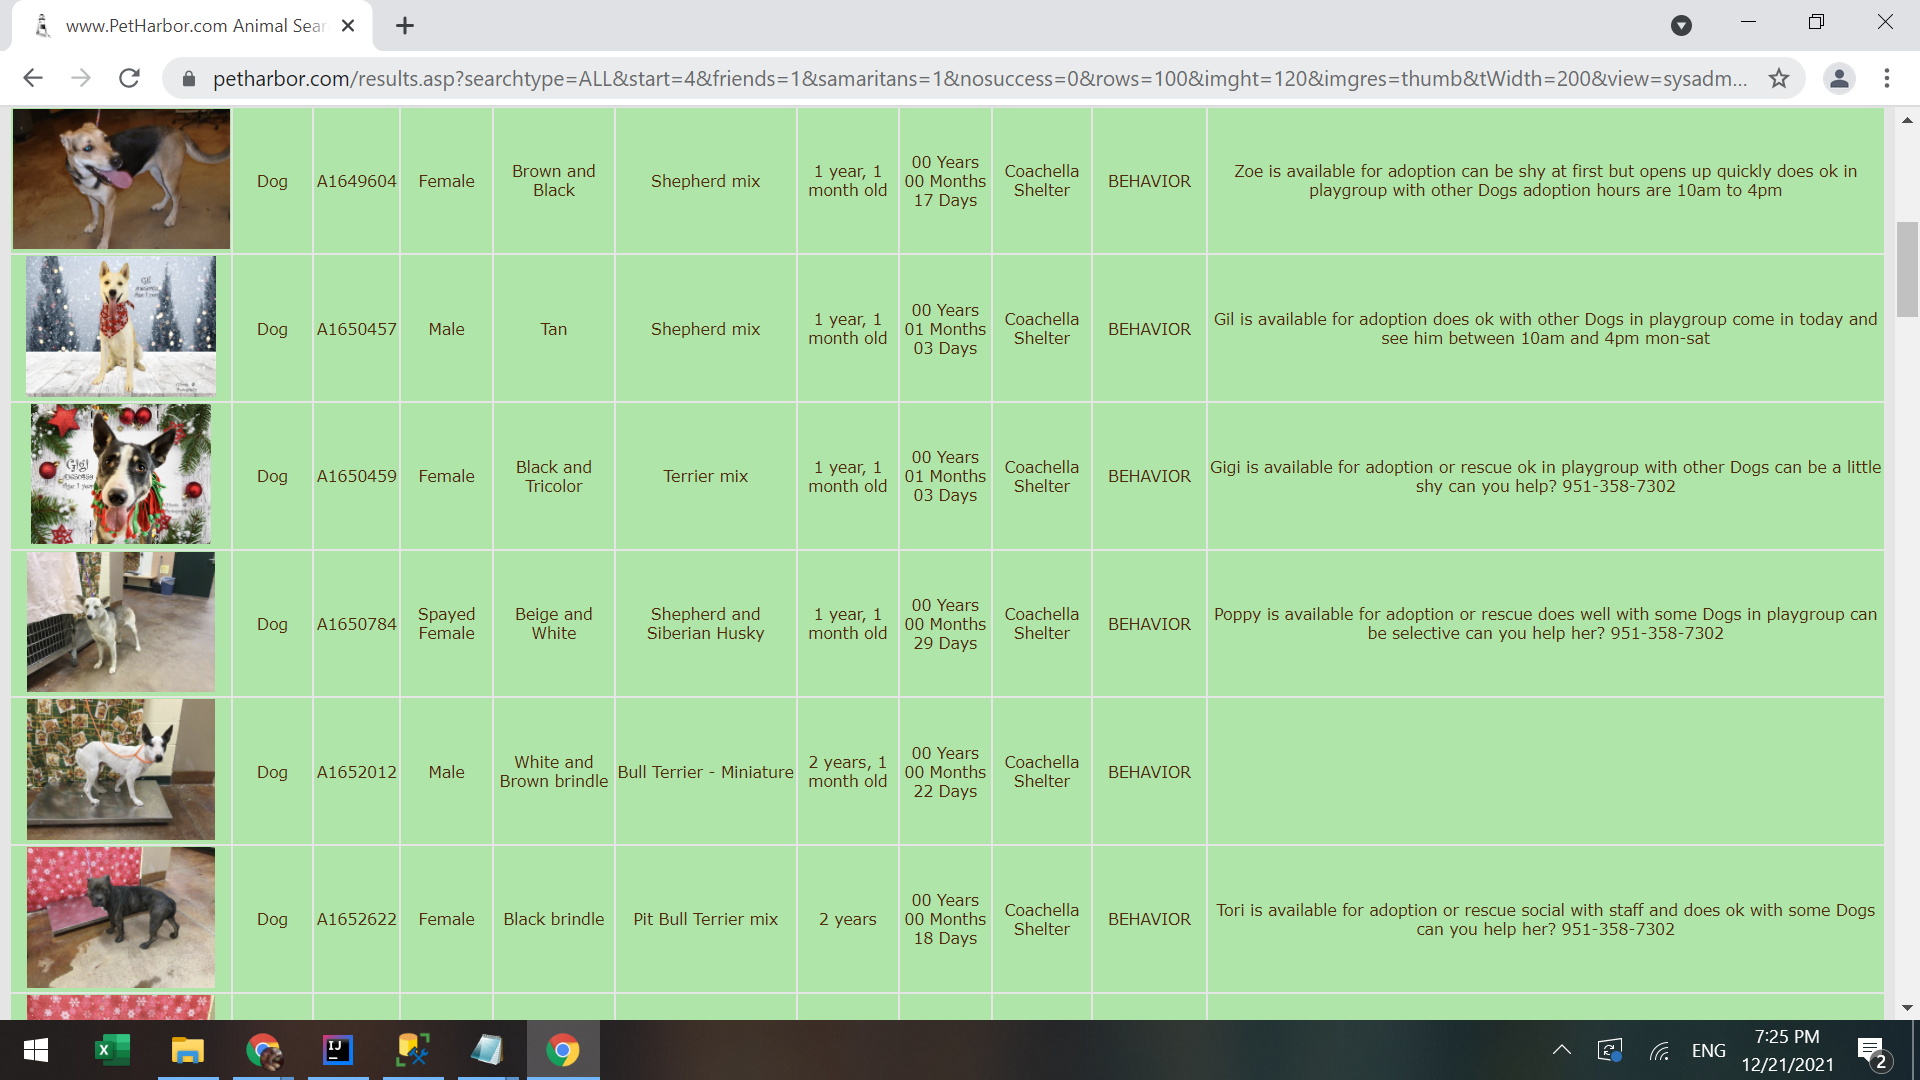 www.PetHarbor.com Animal Sear
petharbor.com/results.asp?searchtype=ALL&start=4&friends=1&samaritans=1&nosuccess=0&rows=100&imght=120&imgres=thumb&tWidth=200&view=sysadm...
Dog
A1649604
Female
Brown and
Black
Shepherd mix
1 year, 1
month old
00 Years
00 Months
17 Days
Coachella
Shelter
BEHAVIOR
Zoe is available for adoption can be shy at first but opens up quickly does ok in
playgroup with other Dogs adoption hours are 10am to 4pm
Gil
Dog
A1650457
Male
Tan
Shepherd mix
1 year, 1
month old
00 Years
01 Months
03 Days
Coachella
Shelter
BEHAVIOR
Gil is available for adoption does ok with other Dogs in playgroup come in today and
see him between 10am and 4pm mon-sat
Gigi
Dog
A1650459
Female
Black and
Tricolor
Terrier mix
1 year, 1
month old
00 Years
01 Months
03 Days
Coachella
Shelter
BEHAVIOR
Gigi is available for adoption or rescue ok in playgroup with other Dogs can be a little
shy can you help? 951-358-7302
Dog
A1650784
Spayed
Female
Beige and
White
Shepherd and
Siberian Husky
1 year, 1
month old
00 Years
00 Months
29 Days
Coachella
Shelter
BEHAVIOR
Poppy is available for adoption or rescue does well with some Dogs in playgroup can
be selective can you help her? 951-358-7302
Dog
A1652012
Male
White and
Brown brindle
Bull Terrier - Miniature
2 years, 1
month old
00 Years
00 Months
22 Days
Coachella
Shelter
BEHAVIOR
Dog
A1652622
Female
Black brindle
Pit Bull Terrier mix
2 years
00 Years
00 Months
18 Days
Coachella
Shelter
BEHAVIOR
Tori is available for adoption or rescue social with staff and does ok with some Dogs
can you help her? 951-358-7302
IJ
ENG
7:25 PM
12/21/2021
2